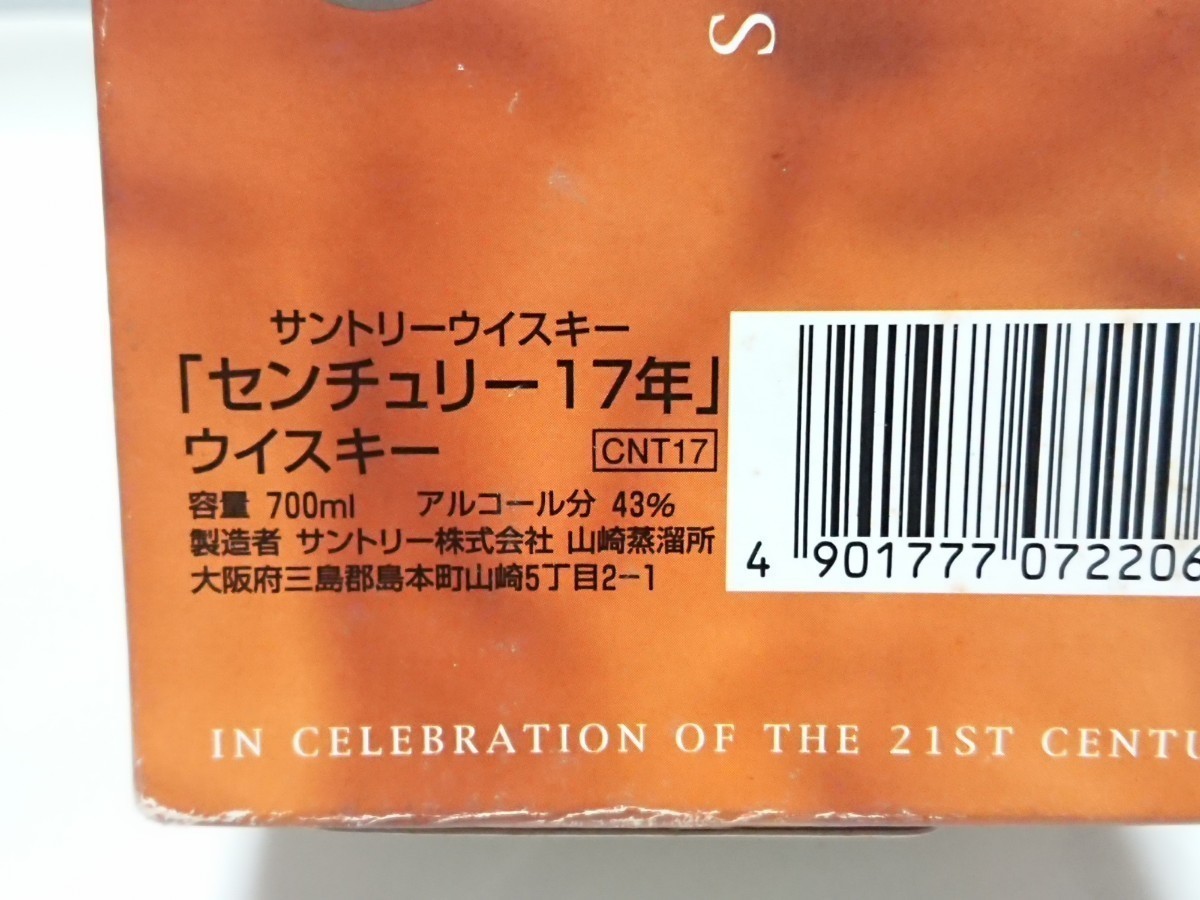 S
サントリーウイスキー
「センチュリー17年」
ウイスキー CNT17
容量 700ml アルコール分 43%
製造者 サントリー株式会社 山崎蒸溜所
大阪府三島郡島本町山崎5丁目2-1
4 901777 072206
IN CELEBRATION OF THE 21ST CENTU